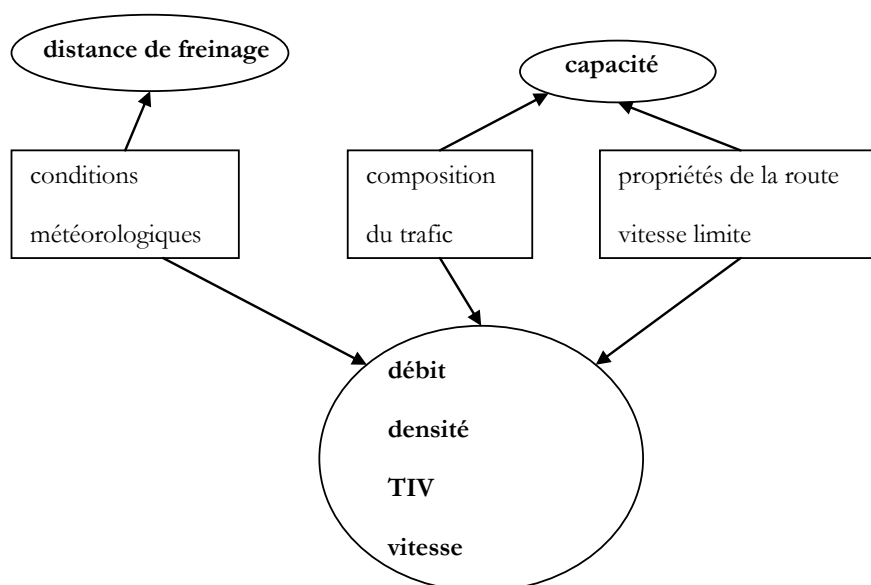 distance de freinage
capacité
conditions
météorologiques
composition
du trafic
propriétés de la route
vitesse limite
débit
densité
TIV
vitesse